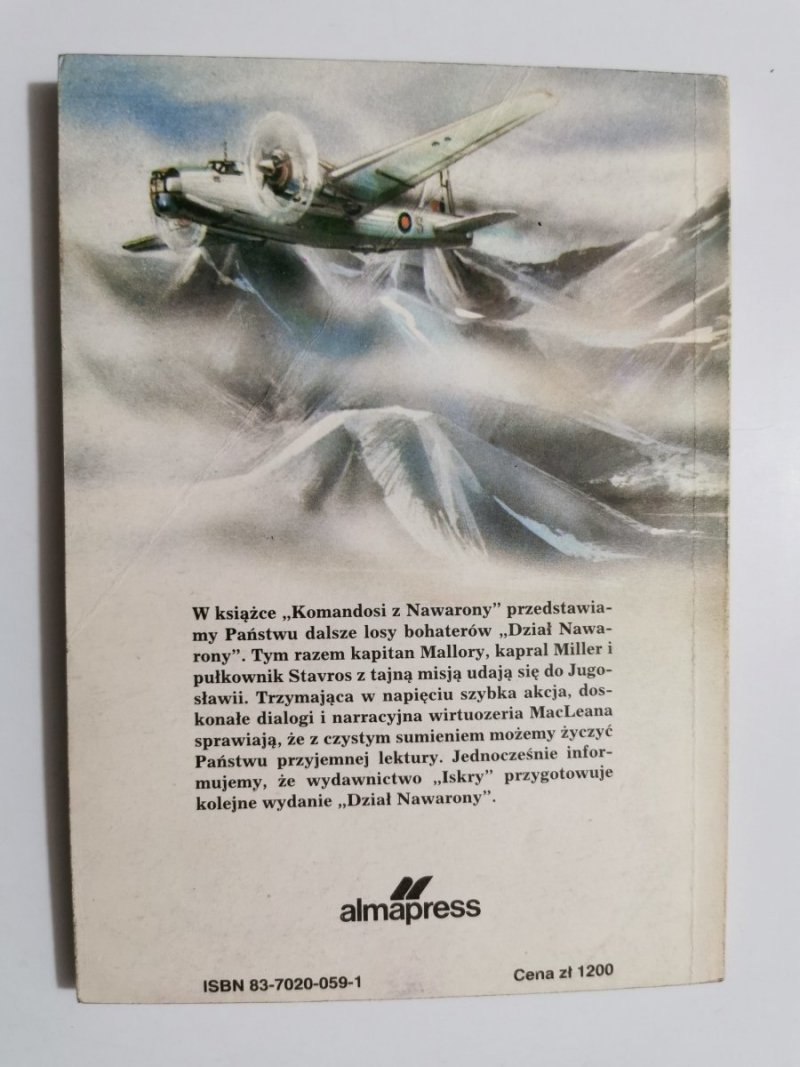 S
W książce „Komandosi z Nawarony” przedstawia-
my Państwu dalsze losy bohaterów „Dział Nawa-
rony”. Tym razem kapitan Mallory, kapral Miller i
pułkownik Stavros z tajną misją udają się do Jugo-
sławii. Trzymająca w napięciu szybka akcja, dos-
konałe dialogi i narracyjna wirtuozeria MacLeana
sprawiają, że z czystym sumieniem możemy życzyć
Państwu przyjemnej lektury. Jednocześnie infor-
mujemy, że wydawnictwo „Iskry” przygotowuje
kolejne wydanie „Dział Nawarony”.
almapress
ISBN 83-7020-059-1
Cena zł 1200